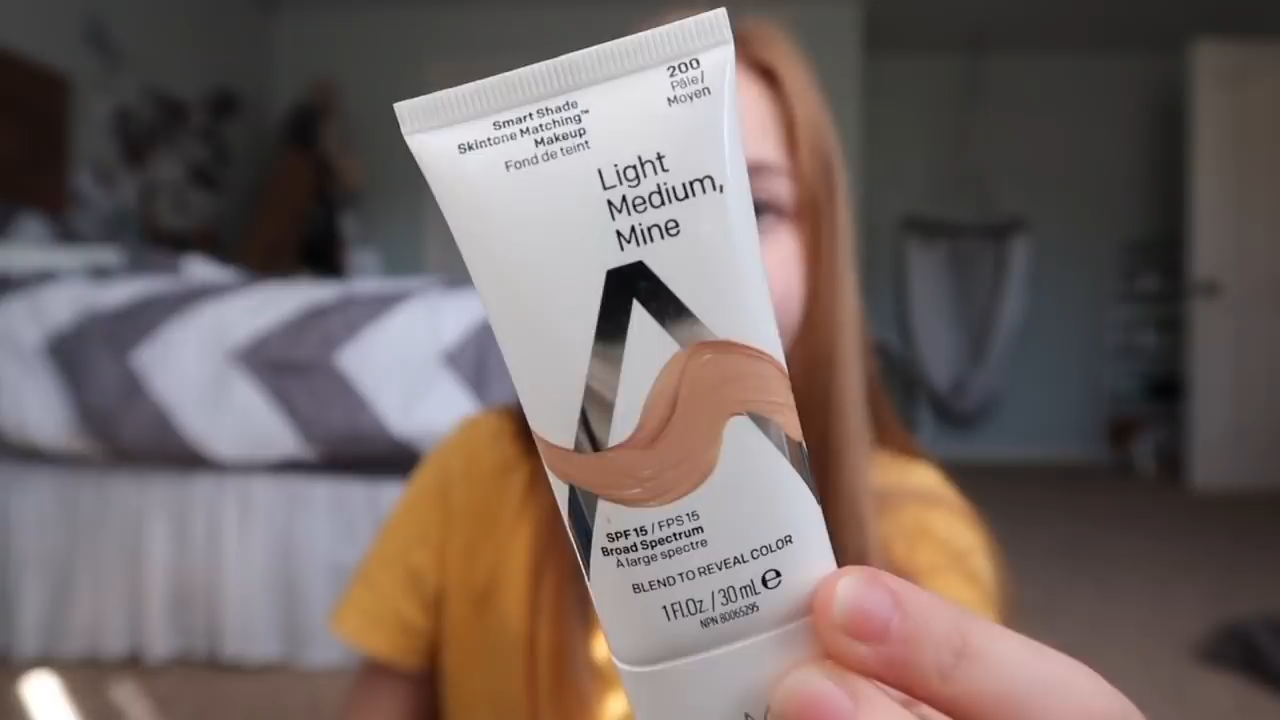 200
Pâle/
Moyen
Smart Shade
Skintone Matching™
Makeup
Fond de teint
Light
Medium,
Mine
SPF 15 / FPS 15
Broad Spectrum
À large spectre
BLEND TO REVEAL COLOR
1 Fl.Oz. / 30 mL e
NPN 80065295